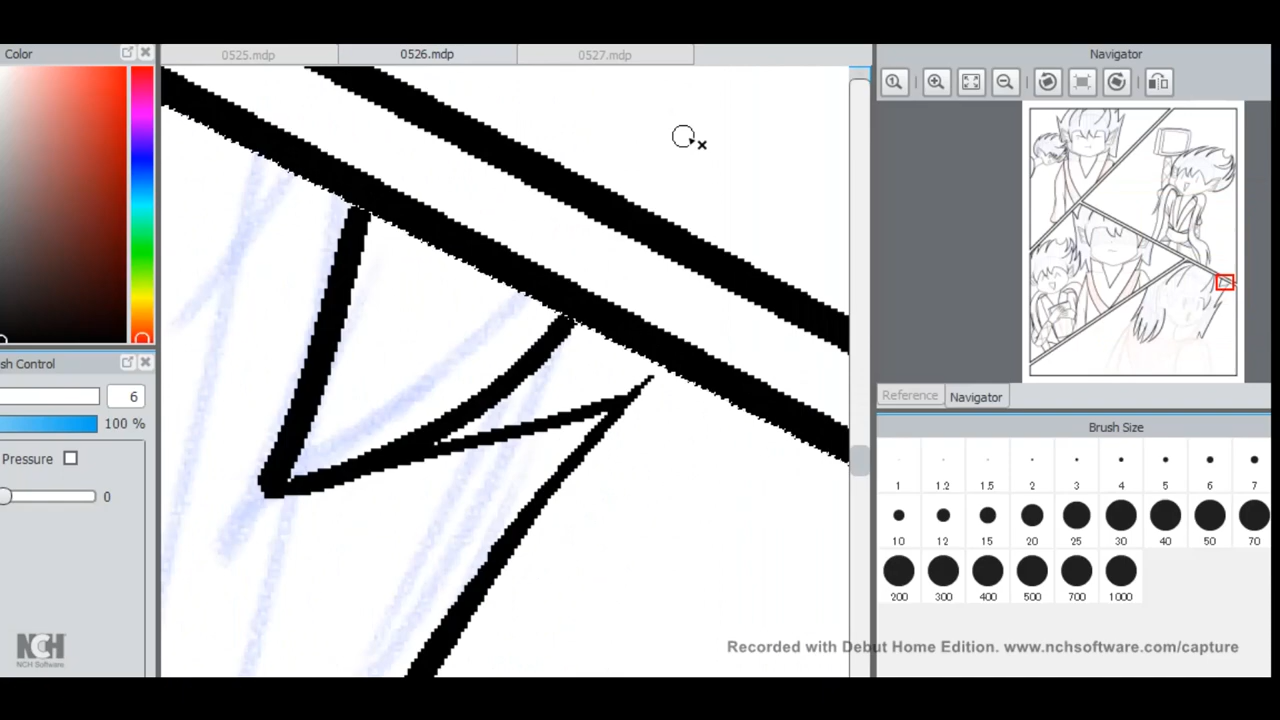 Color
0525.mdp
0526.mdp
0527.mdp
Navigator
1
sh Control
6
100 %
Pressure
0
Reference
Navigator
Brush Size
1 1.2 1.5 2 3 4 5 6 7
10 12 15 20 25 30 40 50 70
200 300 400 500 700 1000
NCH
NCH Software
Recorded with Debut Home Edition. www.nchsoftware.com/capture